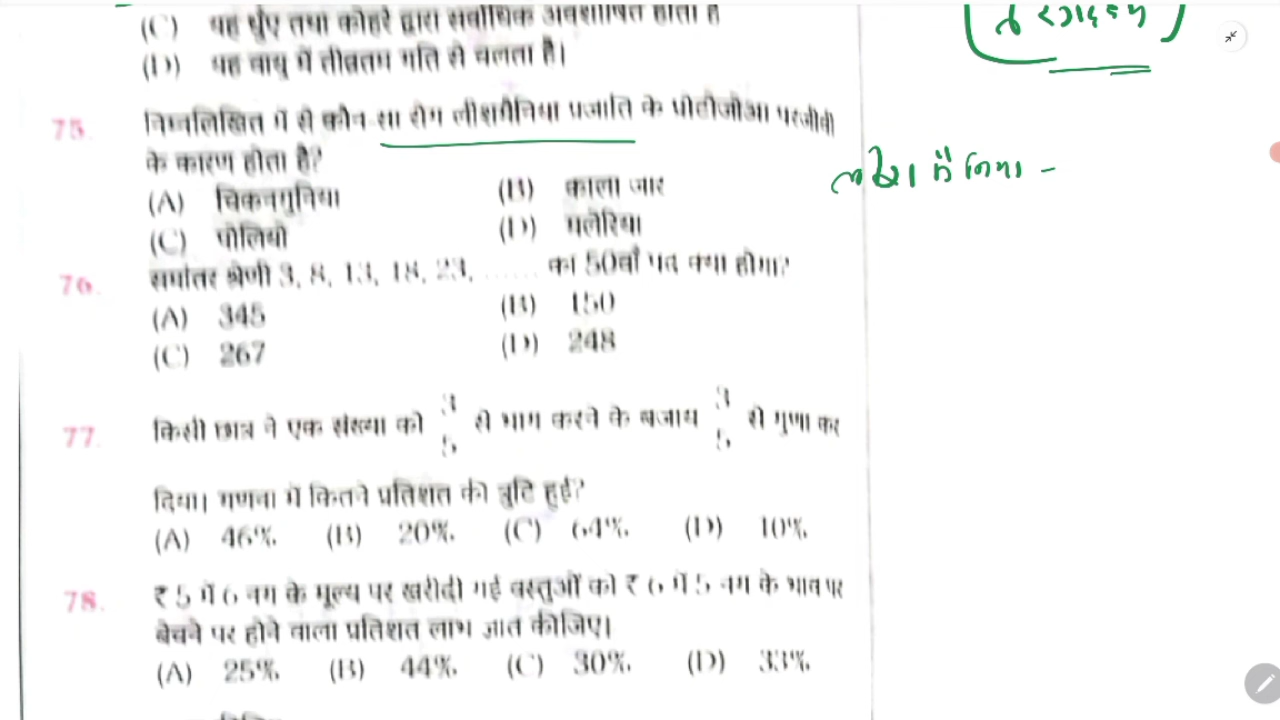 (C) यह धुँए तथा कोहरे द्वारा सर्वाधिक अवशोषित होता है
(D) यह वायु में तीव्रतम गति से चलता है।
75. निम्नलिखित में से कौन-सा रोग लीशमैनिया प्रजाति के प्रोटोजोआ परजीवी
के कारण होता है?
(A) चिकनगुनिया (B) काला जार
(C) पोलियो (D) मलेरिया
76. समांतर श्रेणी 3, 8, 13, 18, 23, ...... का 50वाँ पद क्या होगा?
(A) 345 (B) 150
(C) 267 (D) 248
77. किसी छात्र ने एक संख्या को 3/5 से भाग करने के बजाय 3/5 से गुणा कर
दिया। गणना में कितने प्रतिशत की त्रुटि हुई?
(A) 46% (B) 20% (C) 64% (D) 10%
78. ₹ 5 में 6 नग के मूल्य पर खरीदी गई वस्तुओं को ₹ 6 में 5 नग के भाव पर
बेचने पर होने वाला प्रतिशत लाभ ज्ञात कीजिए।
(A) 25% (B) 44% (C) 30% (D) 33%